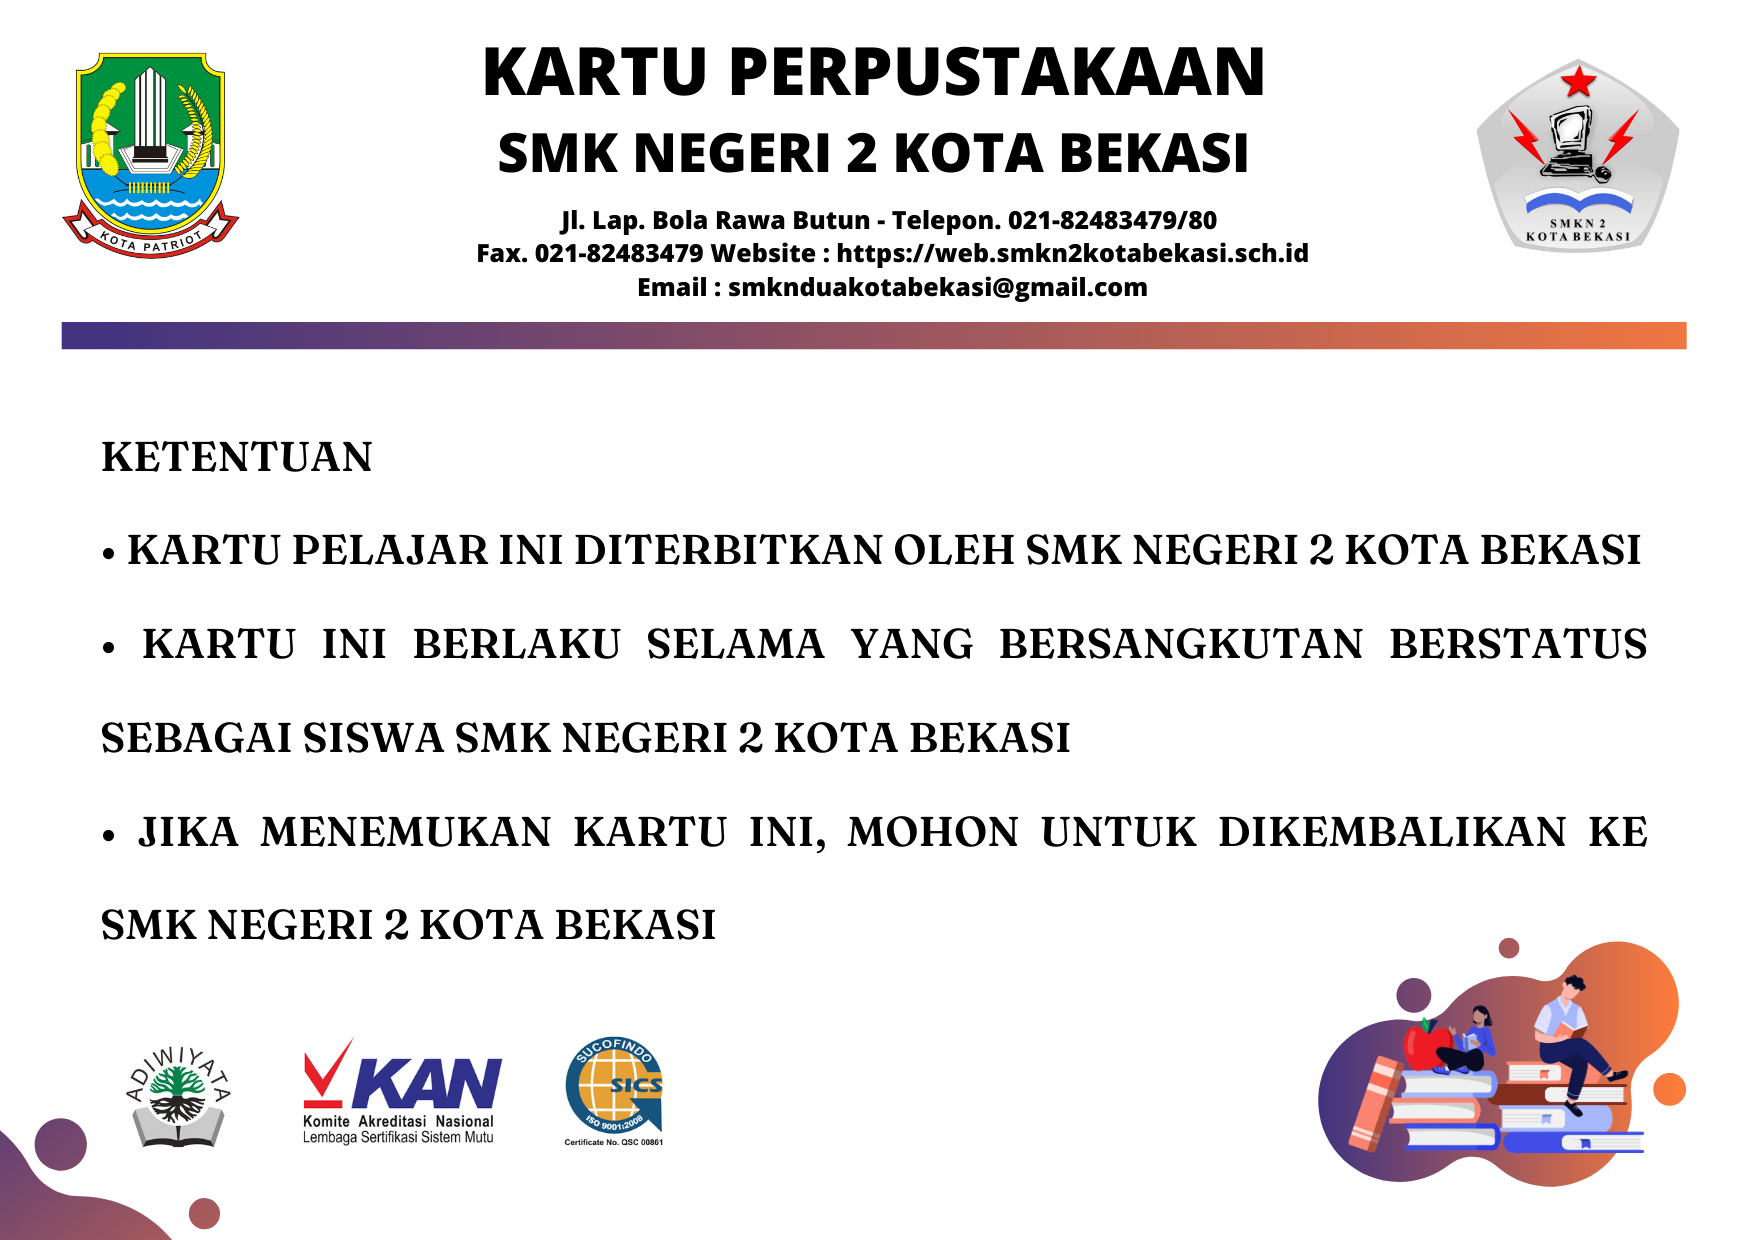 KARTU PERPUSTAKAAN
SMK NEGERI 2 KOTA BEKASI
Jl. Lap. Bola Rawa Butun - Telepon. 021-82483479/80
Fax. 021-82483479 Website : https://web.smkn2kotabekasi.sch.id
Email : smknduakotabekasi@gmail.com
KOTA PATRIOT
SMKN 2
KOTA BEKASI
KETENTUAN
• KARTU PELAJAR INI DITERBITKAN OLEH SMK NEGERI 2 KOTA BEKASI
• KARTU INI BERLAKU SELAMA YANG BERSANGKUTAN BERSTATUS
SEBAGAI SISWA SMK NEGERI 2 KOTA BEKASI
• JIKA MENEMUKAN KARTU INI, MOHON UNTUK DIKEMBALIKAN KE
SMK NEGERI 2 KOTA BEKASI
ADIWIYATA
KAN
Komite Akreditasi Nasional
Lembaga Sertifikasi Sistem Mutu
SUCOFINDO
SICS
ISO 9001:2008
Certificate No. QSC 00861